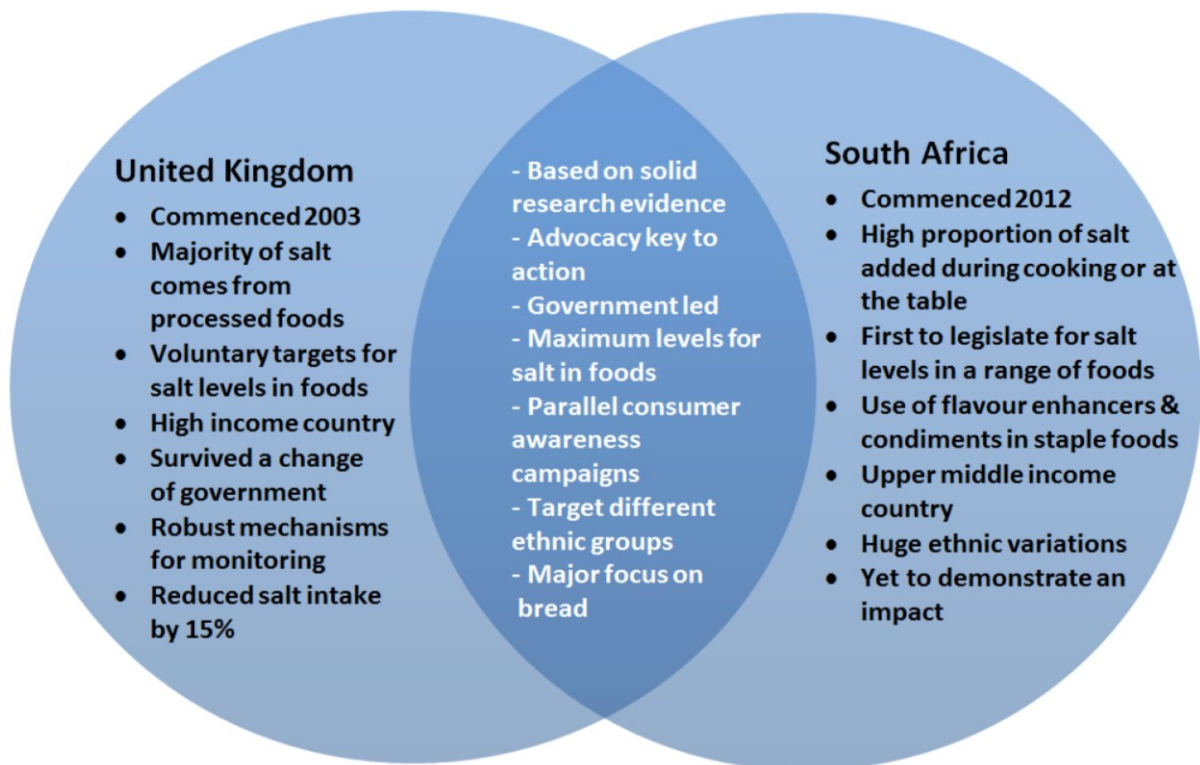 United Kingdom
• Commenced 2003
• Majority of salt
comes from
processed foods
• Voluntary targets for
salt levels in foods
• High income country
• Survived a change
of government
• Robust mechanisms
for monitoring
• Reduced salt intake
by 15%
- Based on solid
research evidence
- Advocacy key to
action
- Government led
- Maximum levels for
salt in foods
- Parallel consumer
awareness
campaigns
- Target different
ethnic groups
- Major focus on
bread
South Africa
• Commenced 2012
• High proportion of salt
added during cooking or at
the table
• First to legislate for salt
levels in a range of foods
• Use of flavour enhancers &
condiments in staple foods
• Upper middle income
country
• Huge ethnic variations
• Yet to demonstrate an
impact